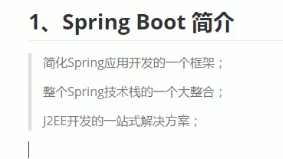 1、Spring Boot 简介
简化Spring应用开发的一个框架；
整个Spring技术栈的一个大整合；
J2EE开发的一站式解决方案；